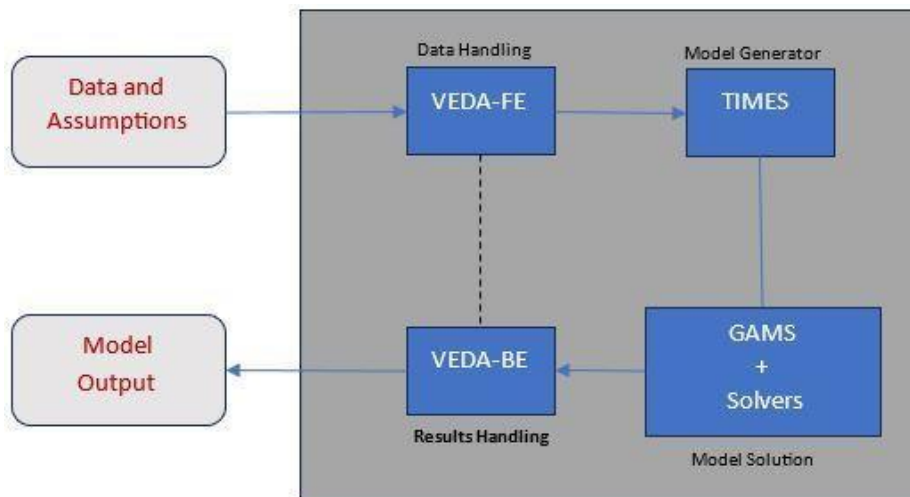 Data Handling
Model Generator
Data and
Assumptions
VEDA-FE
TIMES
Model
Output
VEDA-BE
GAMS
+
Solvers
Results Handling
Model Solution